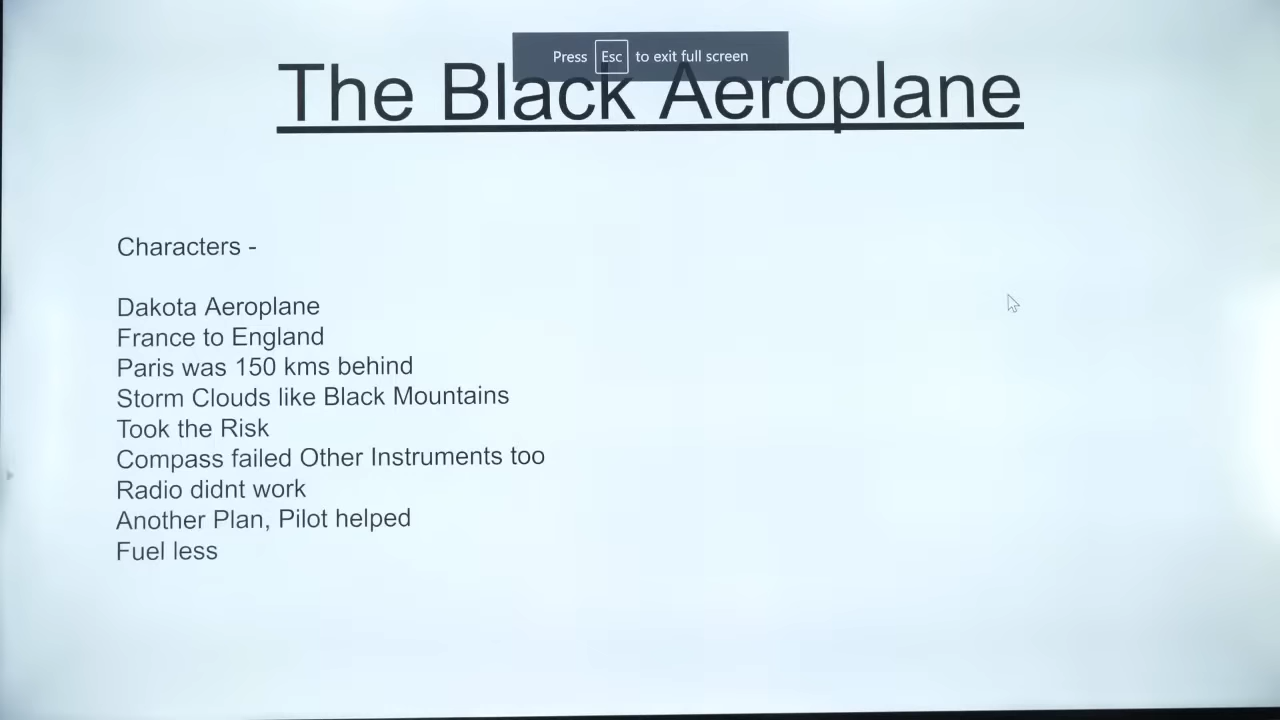 Press Esc to exit full screen
The Black Aeroplane
Characters -
Dakota Aeroplane
France to England
Paris was 150 kms behind
Storm Clouds like Black Mountains
Took the Risk
Compass failed Other Instruments too
Radio didnt work
Another Plan, Pilot helped
Fuel less